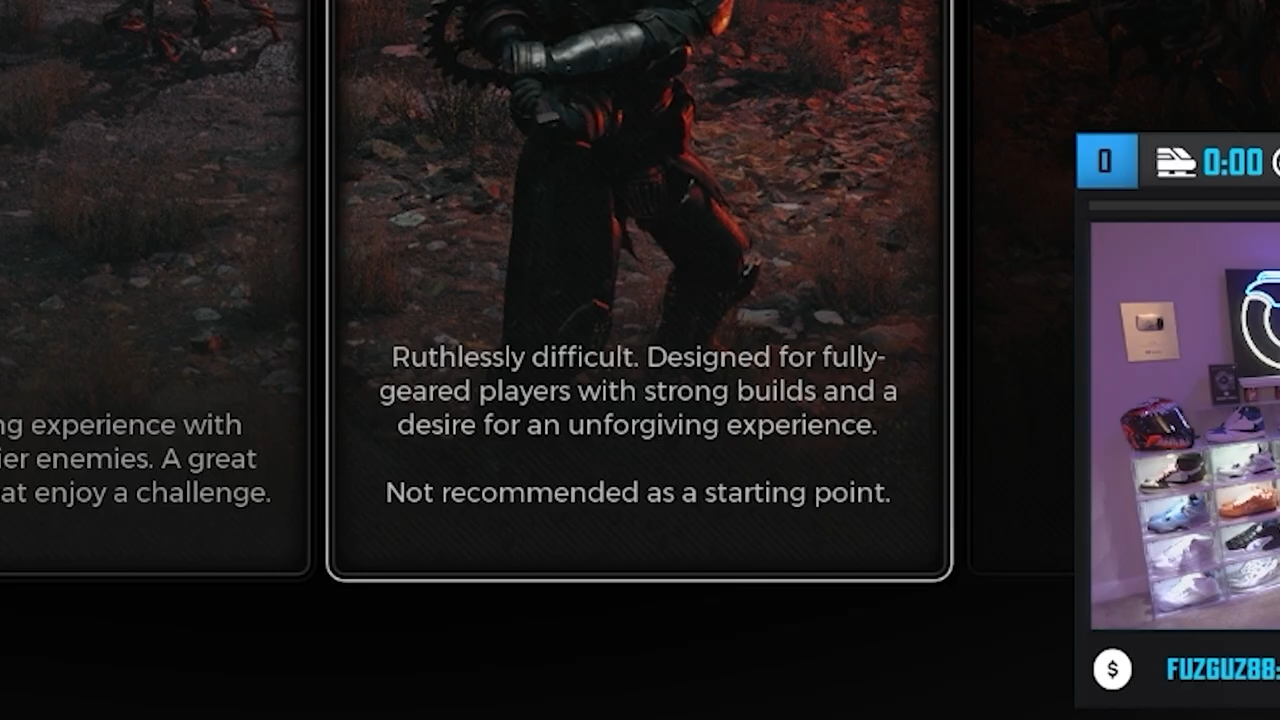 ng experience with
ier enemies. A great
at enjoy a challenge.
Ruthlessly difficult. Designed for fully-
geared players with strong builds and a
desire for an unforgiving experience.
Not recommended as a starting point.
0
0:00
$
FUZGUZ88: